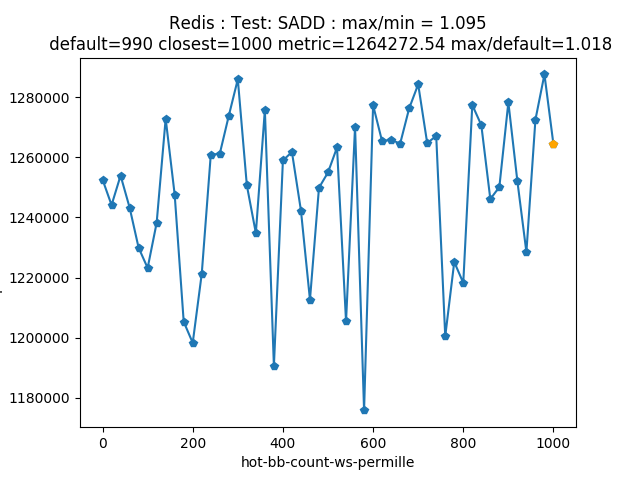 Redis : Test: SADD : max/min = 1.095
default=990 closest=1000 metric=1264272.54 max/default=1.018
1280000
1260000
1240000
1220000
1200000
1180000
0 200 400 600 800 1000
hot-bb-count-ws-permille